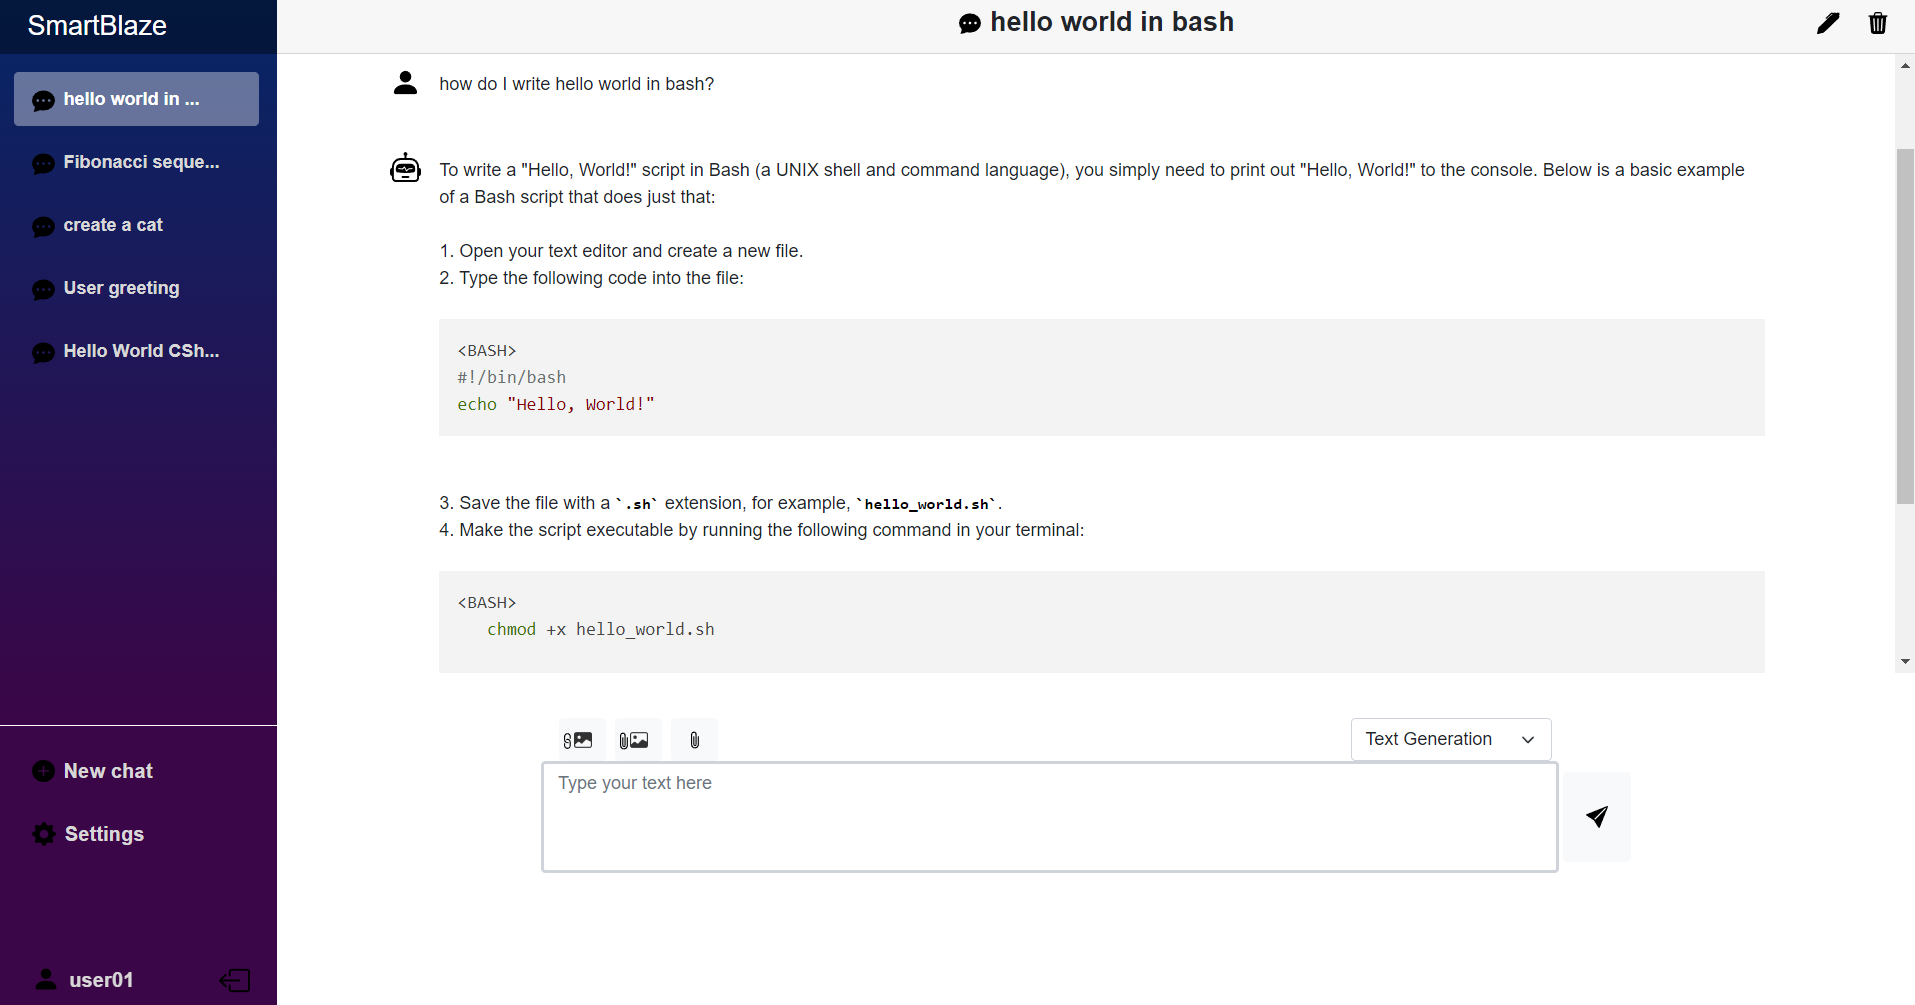 SmartBlaze
hello world in ...
Fibonacci seque...
create a cat
User greeting
Hello World CSh...
New chat
Settings
user01
hello world in bash
how do I write hello world in bash?
To write a "Hello, World!" script in Bash (a UNIX shell and command language), you simply need to print out "Hello, World!" to the console. Below is a basic example
of a Bash script that does just that:
1. Open your text editor and create a new file.
2. Type the following code into the file:
<BASH>
#!/bin/bash
echo "Hello, World!"
3. Save the file with a `.sh` extension, for example, `hello_world.sh`.
4. Make the script executable by running the following command in your terminal:
<BASH>
chmod +x hello_world.sh
Text Generation
Type your text here